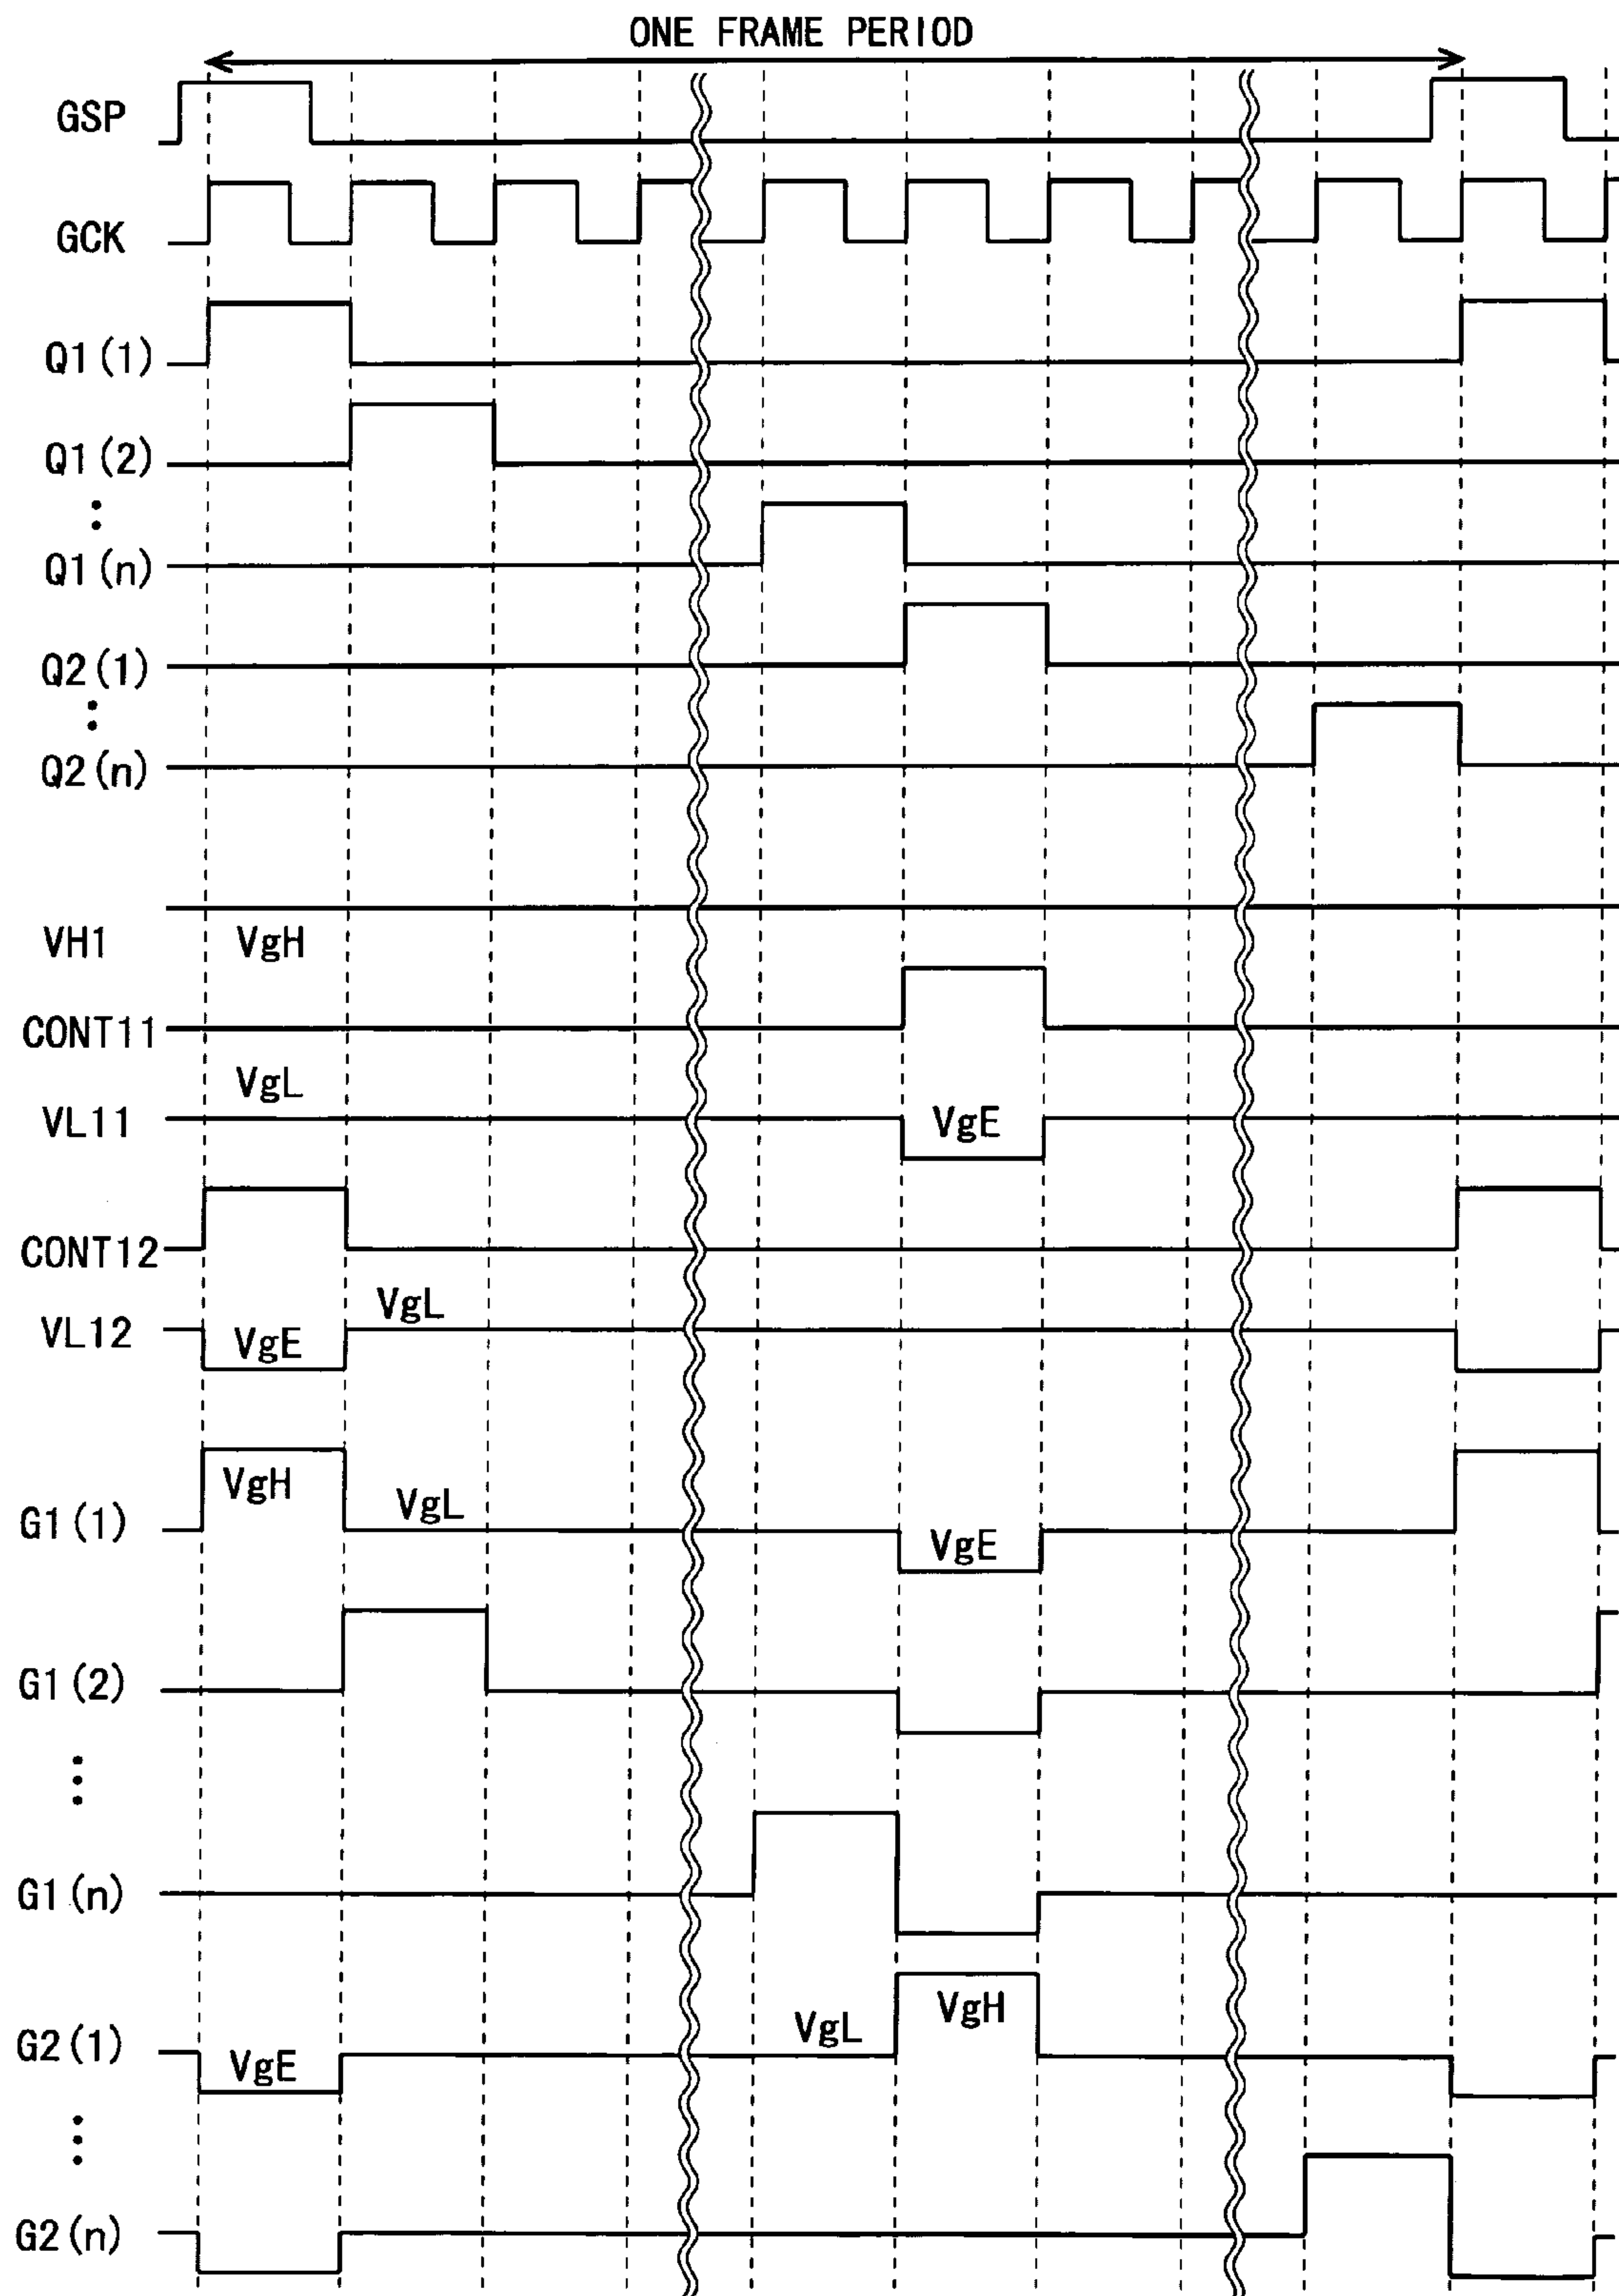 ONE FRAME PERIOD
GSP
GCK
Q1(1)
Q1(2)
⋮
Q1(n)
Q2(1)
⋮
Q2(n)
VH1 VgH
CONT11
VgL
VL11 VgE
CONT12
VgL
VL12 VgE
VgH VgL
G1(1) VgE
G1(2)
⋮
G1(n)
VgL VgH
G2(1) VgE
⋮
G2(n)